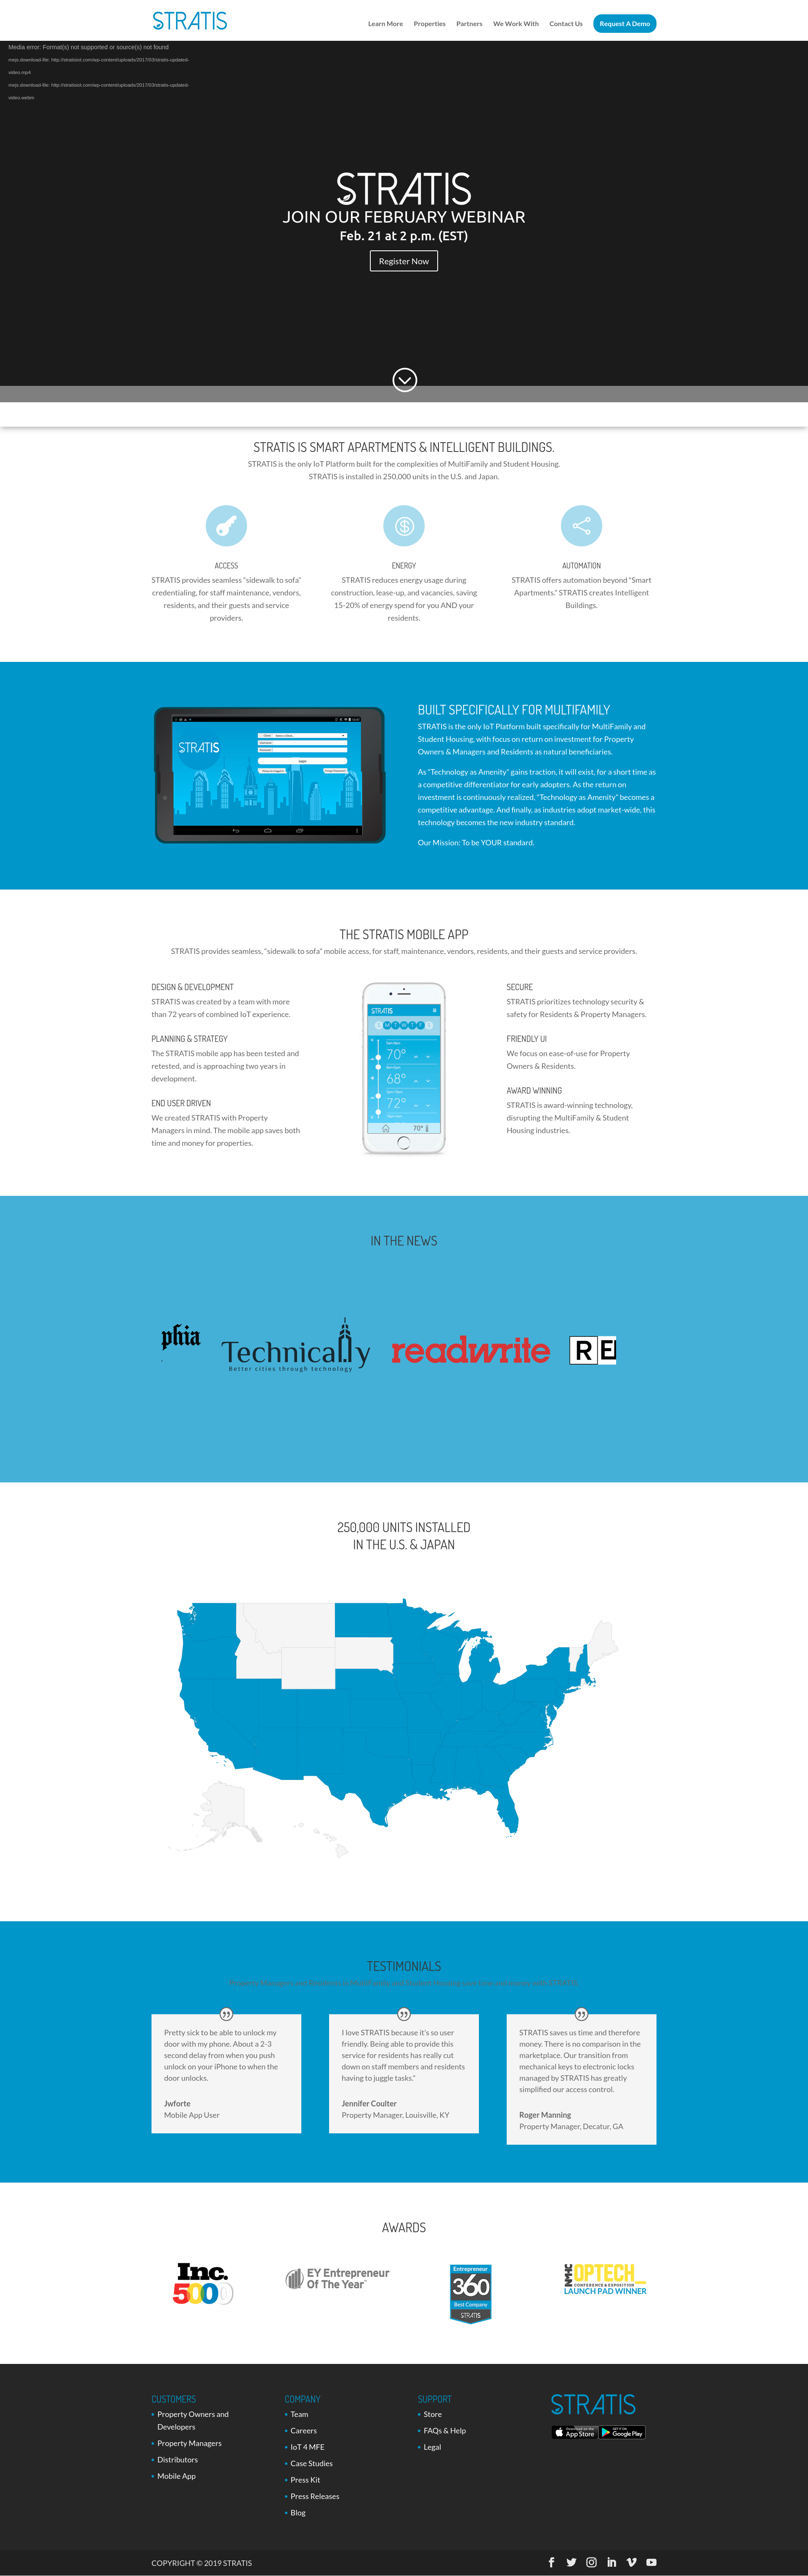 STRATIS
Learn More
Properties
Partners
We Work With
Contact Us
Request A Demo
Media error: Format(s) not supported or source(s) not found
mejs.download-file: http://stratisiot.com/wp-content/uploads/2017/03/stratis-updated-
video.mp4
mejs.download-file: http://stratisiot.com/wp-content/uploads/2017/03/stratis-updated-
video.webm
STRATIS
JOIN OUR FEBRUARY WEBINAR
Feb. 21 at 2 p.m. (EST)
Register Now
STRATIS IS SMART APARTMENTS & INTELLIGENT BUILDINGS.
STRATIS is the only IoT Platform built for the complexities of MultiFamily and Student Housing.
STRATIS is installed in 250,000 units in the U.S. and Japan.
ACCESS
STRATIS provides seamless "sidewalk to sofa"
credentialing, for staff maintenance, vendors,
residents, and their guests and service
providers.
ENERGY
STRATIS reduces energy usage during
construction, lease-up, and vacancies, saving
15-20% of energy spend for you AND your
residents.
AUTOMATION
STRATIS offers automation beyond "Smart
Apartments." STRATIS creates Intelligent
Buildings.
STRATIS
BUILT SPECIFICALLY FOR MULTIFAMILY
STRATIS is the only IoT Platform built specifically for MultiFamily and
Student Housing, with focus on return on investment for Property
Owners & Managers and Residents as natural beneficiaries.
As "Technology as Amenity" gains traction, it will exist, for a short time as
a competitive differentiator for early adopters. As the return on
investment is continuously realized, "Technology as Amenity" becomes a
competitive advantage. And finally, as industries adopt market-wide, this
technology becomes the new industry standard.
Our Mission: To be YOUR standard.
THE STRATIS MOBILE APP
STRATIS provides seamless, "sidewalk to sofa" mobile access, for staff, maintenance, vendors, residents, and their guests and service providers.
DESIGN & DEVELOPMENT
STRATIS was created by a team with more
than 72 years of combined IoT experience.
PLANNING & STRATEGY
The STRATIS mobile app has been tested and
retested, and is approaching two years in
development.
END USER DRIVEN
We created STRATIS with Property
Managers in mind. The mobile app saves both
time and money for properties.
STRATIS
S M T W T F S
70°
68°
72°
70°
SECURE
STRATIS prioritizes technology security &
safety for Residents & Property Managers.
FRIENDLY UI
We focus on ease-of-use for Property
Owners & Residents.
AWARD WINNING
STRATIS is award-winning technology,
disrupting the MultiFamily & Student
Housing industries.
IN THE NEWS
phia
Technically
Better cities through technology
readwrite
RE
250,000 UNITS INSTALLED
IN THE U.S. & JAPAN
TESTIMONIALS
Pretty sick to be able to unlock my
door with my phone. About a 2-3
second delay from when you push
unlock on your iPhone to when the
door unlocks.
Jwforte
Mobile App User
I love STRATIS because it's so user
friendly. Being able to provide this
service for residents has really cut
down on staff members and residents
having to juggle tasks."
Jennifer Coulter
Property Manager, Louisville, KY
STRATIS saves us time and therefore
money. There is no comparison in the
marketplace. Our transition from
mechanical keys to electronic locks
managed by STRATIS has greatly
simplified our access control.
Roger Manning
Property Manager, Decatur, GA
AWARDS
Inc.
5000
EY Entrepreneur
Of The Year
Entrepreneur
360
Best Company
STRATIS
NMHC
OPTECH_
CONFERENCE & EXPOSITION
LAUNCH PAD WINNER
CUSTOMERS
Property Owners and
Developers
Property Managers
Distributors
Mobile App
COMPANY
Team
Careers
IoT 4 MFE
Case Studies
Press Kit
Press Releases
Blog
SUPPORT
Store
FAQs & Help
Legal
STRATIS
Download on the
App Store
GET IT ON
Google Play
COPYRIGHT © 2019 STRATIS